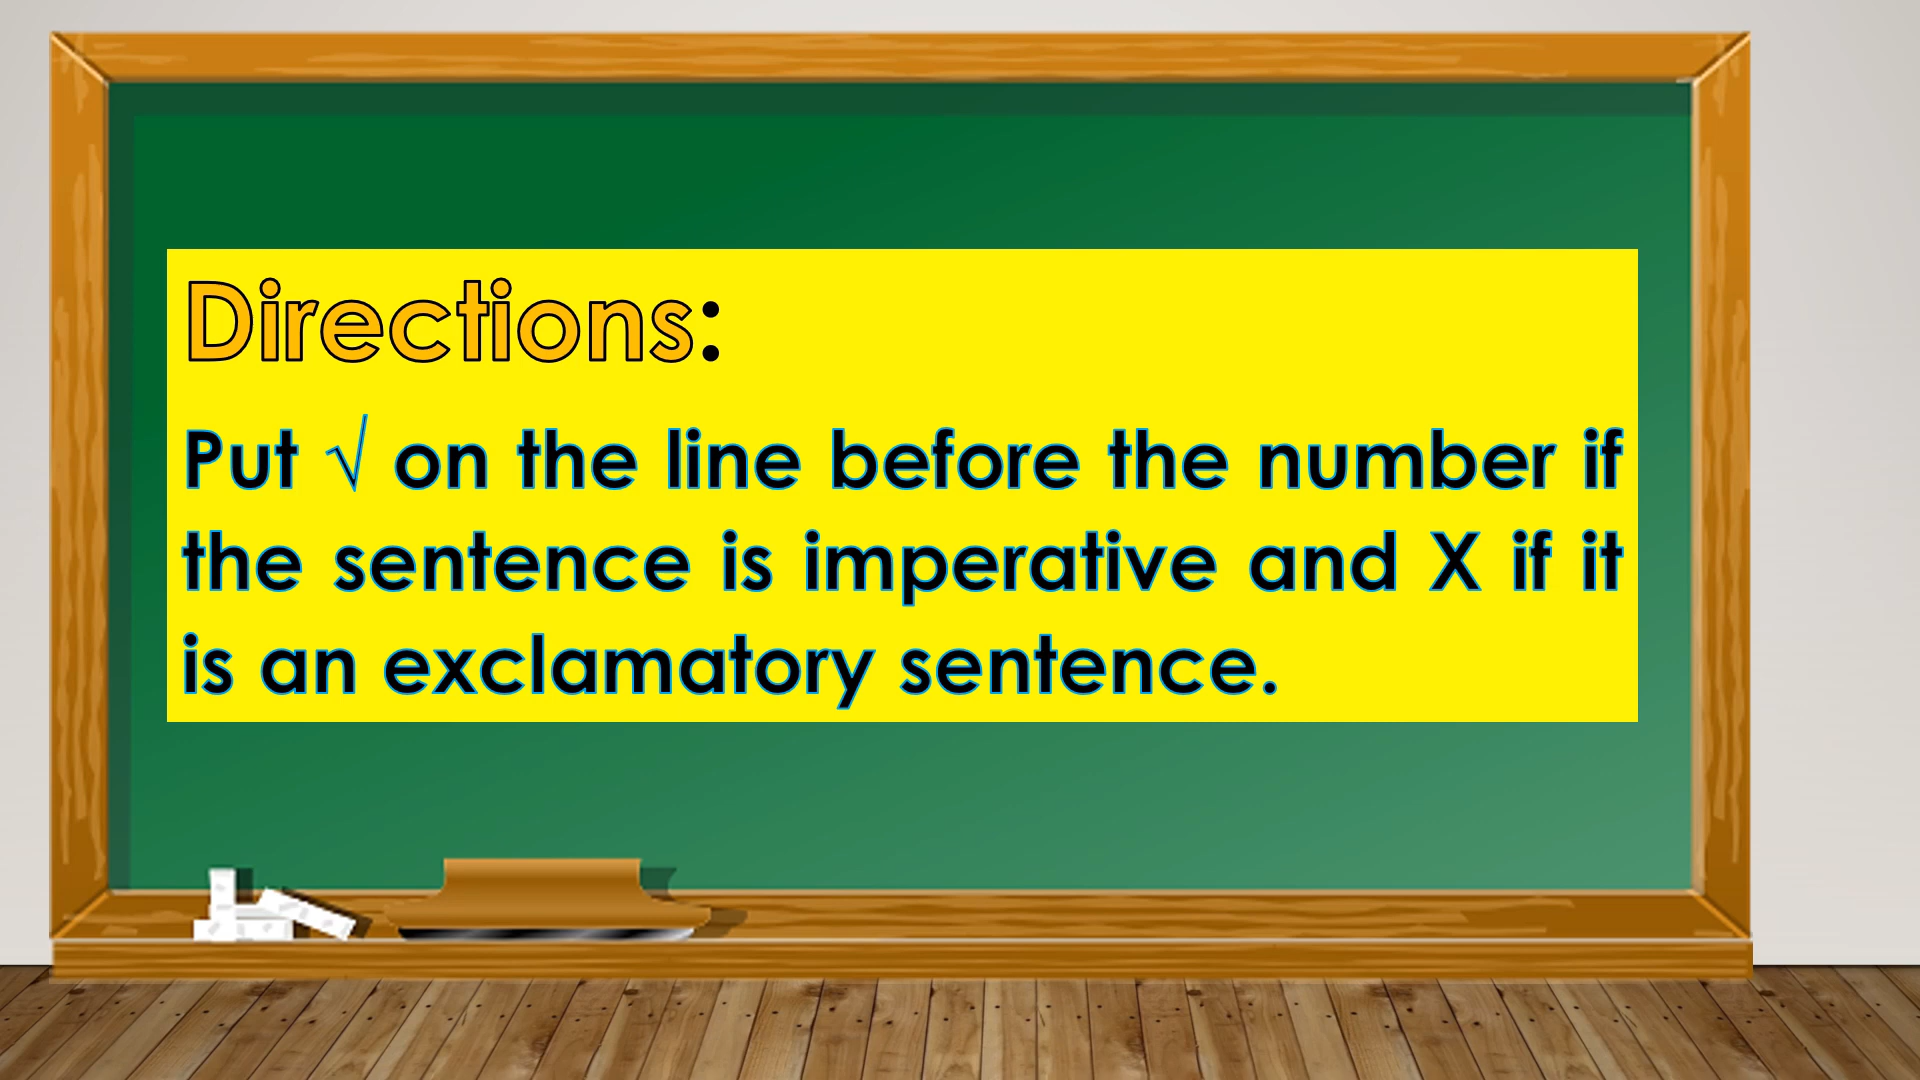 Directions:
Put √ on the line before the number if
the sentence is imperative and X if it
is an exclamatory sentence.